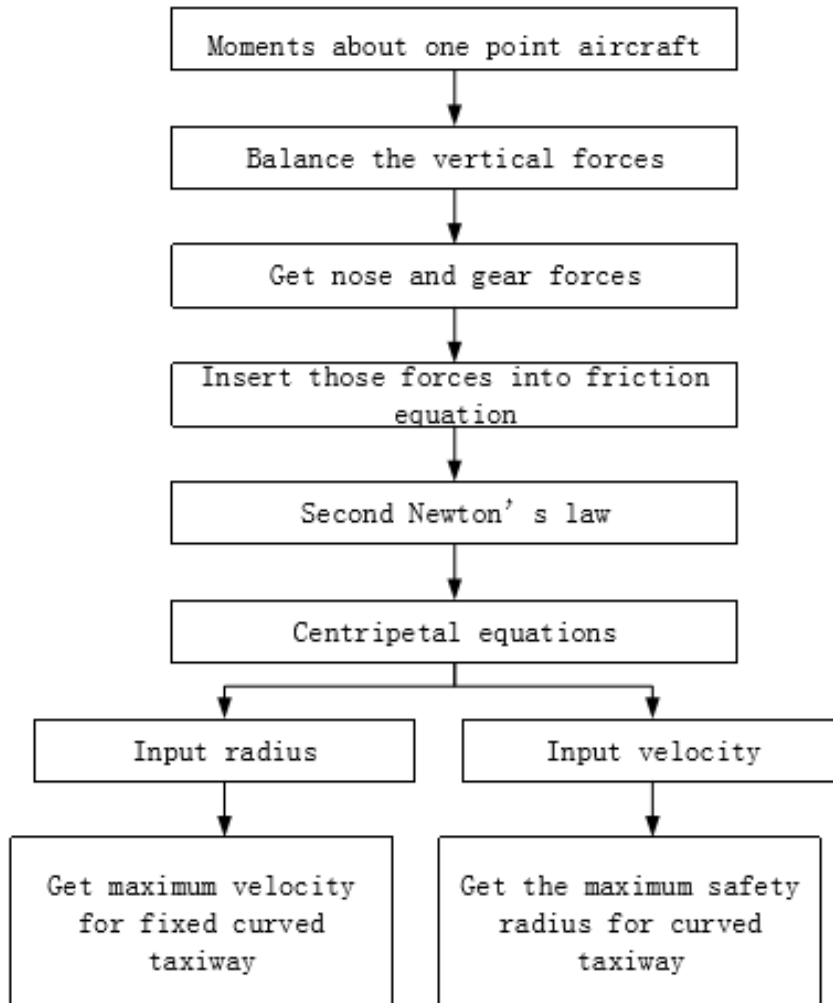 Moments about one point aircraft
Balance the vertical forces
Get nose and gear forces
Insert those forces into friction
equation
Second Newton's law
Centripetal equations
Input radius
Input velocity
Get maximum velocity
for fixed curved
taxiway
Get the maximum safety
radius for curved
taxiway